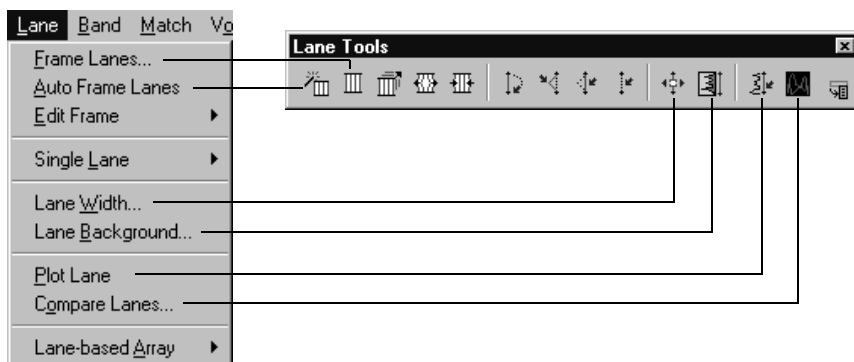 Lane Band Match Vo
Frame Lanes...
Auto Frame Lanes
Edit Frame
Single Lane
Lane Width...
Lane Background...
Plot Lane
Compare Lanes...
Lane-based Array
Lane Tools